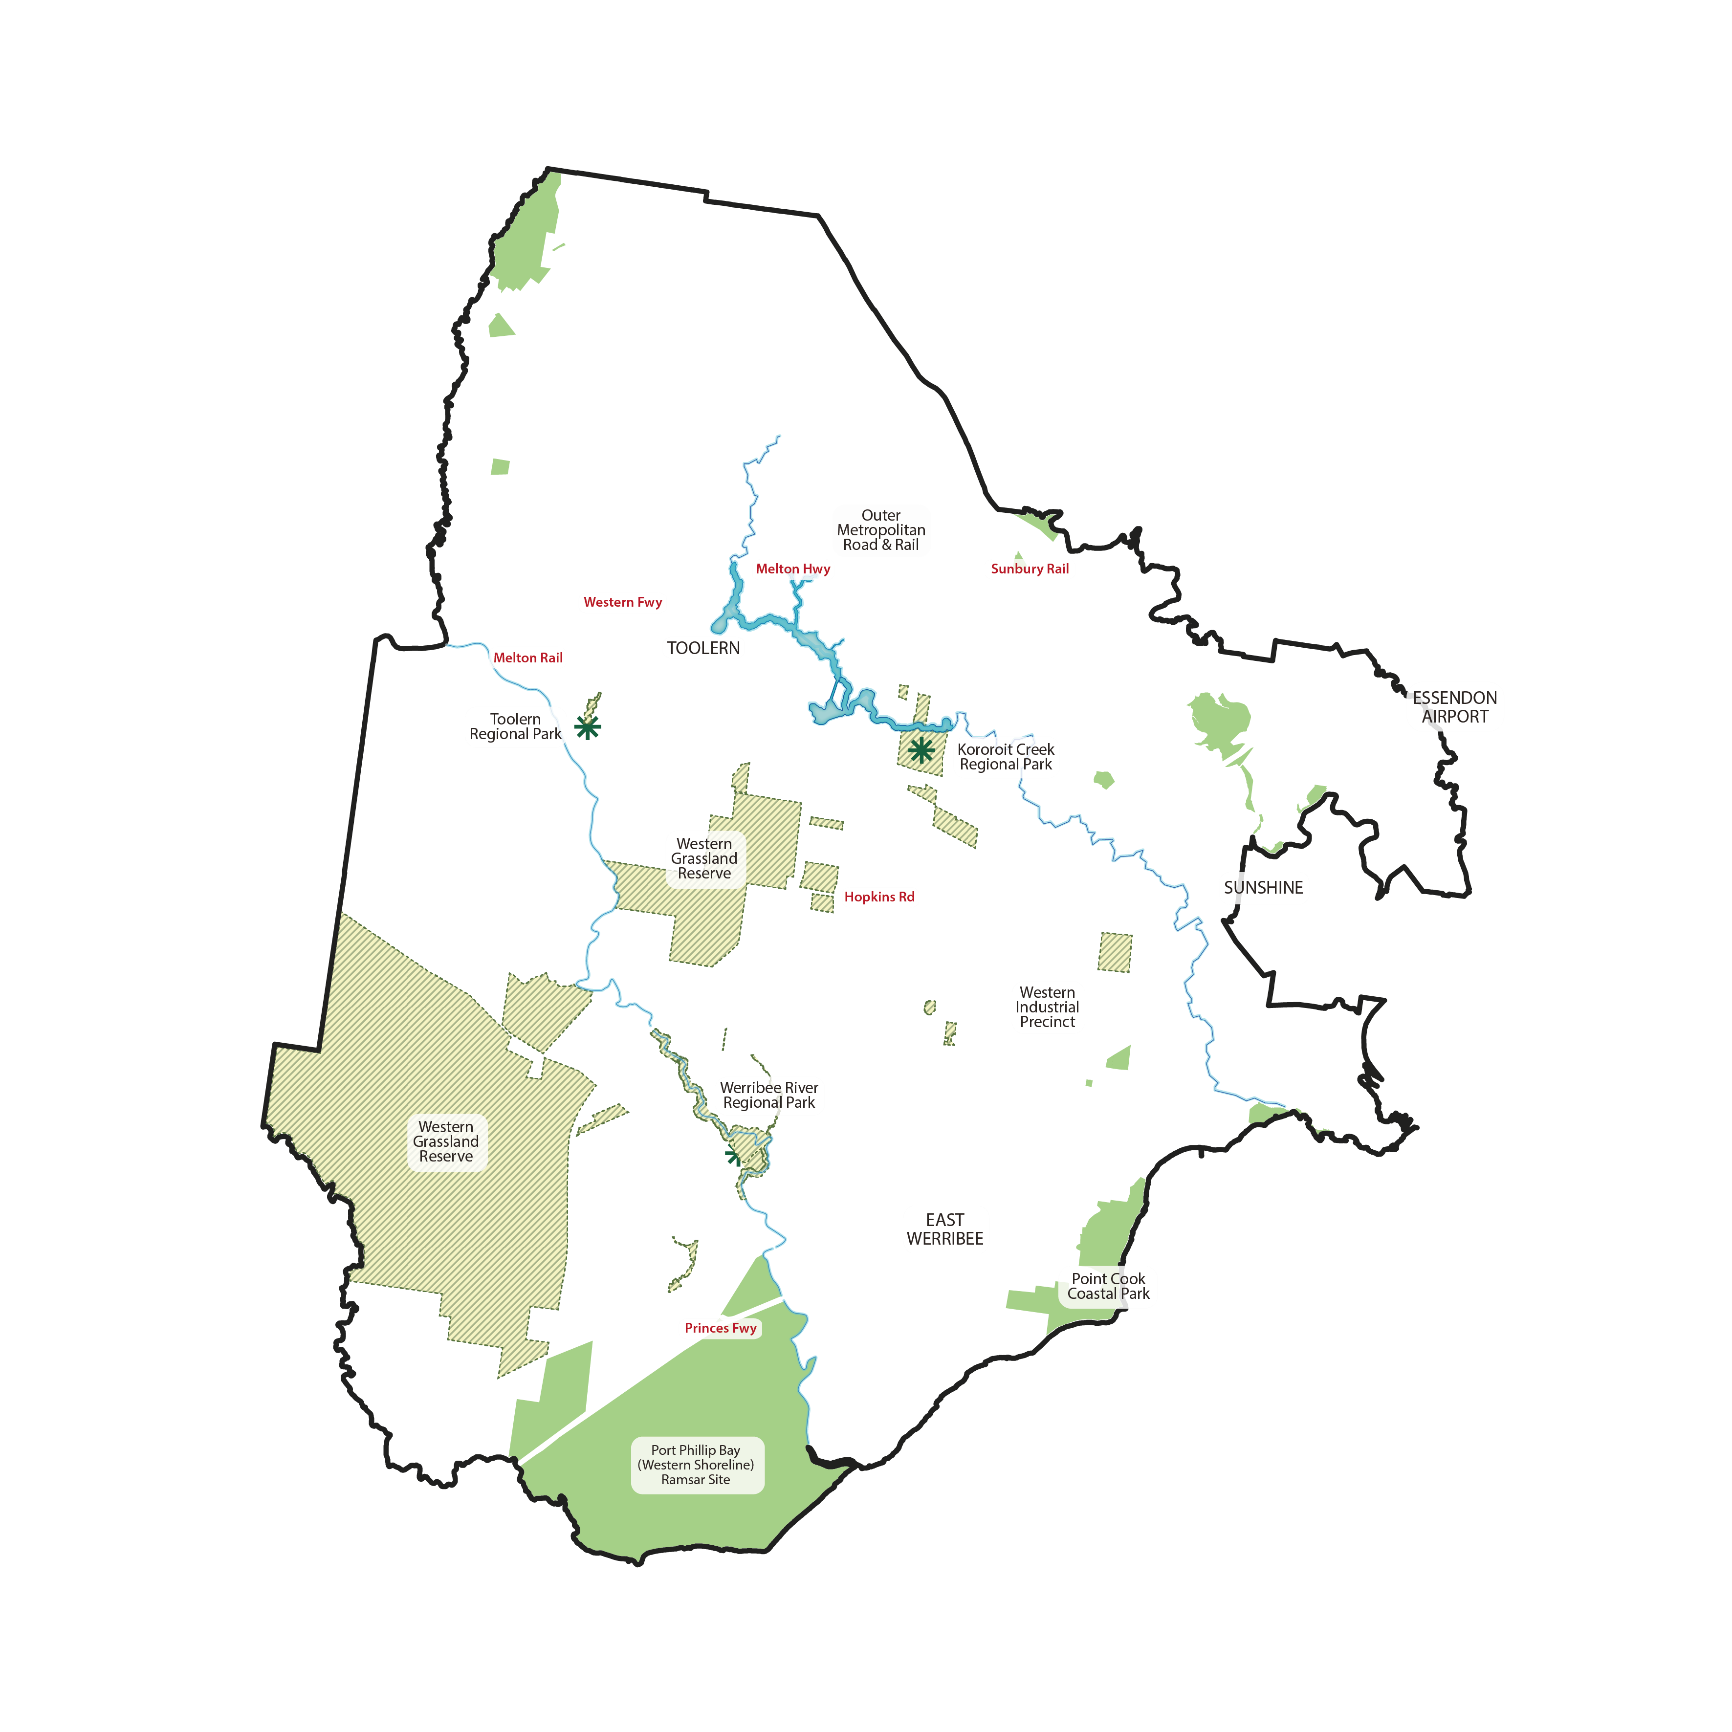 Outer
Metropolitan
Road & Rail
Melton Hwy
Sunbury Rail
Western Fwy
TOOLERN
Melton Rail
ESSENDON
AIRPORT
Toolern
Regional Park
Kororoit Creek
Regional Park
Western
Grassland
Reserve
SUNSHINE
Hopkins Rd
Western
Industrial
Precinct
Werribee River
Regional Park
Western
Grassland
Reserve
EAST
WERRIBEE
Point Cook
Coastal Park
Princes Fwy
Port Phillip Bay
(Western Shoreline)
Ramsar Site